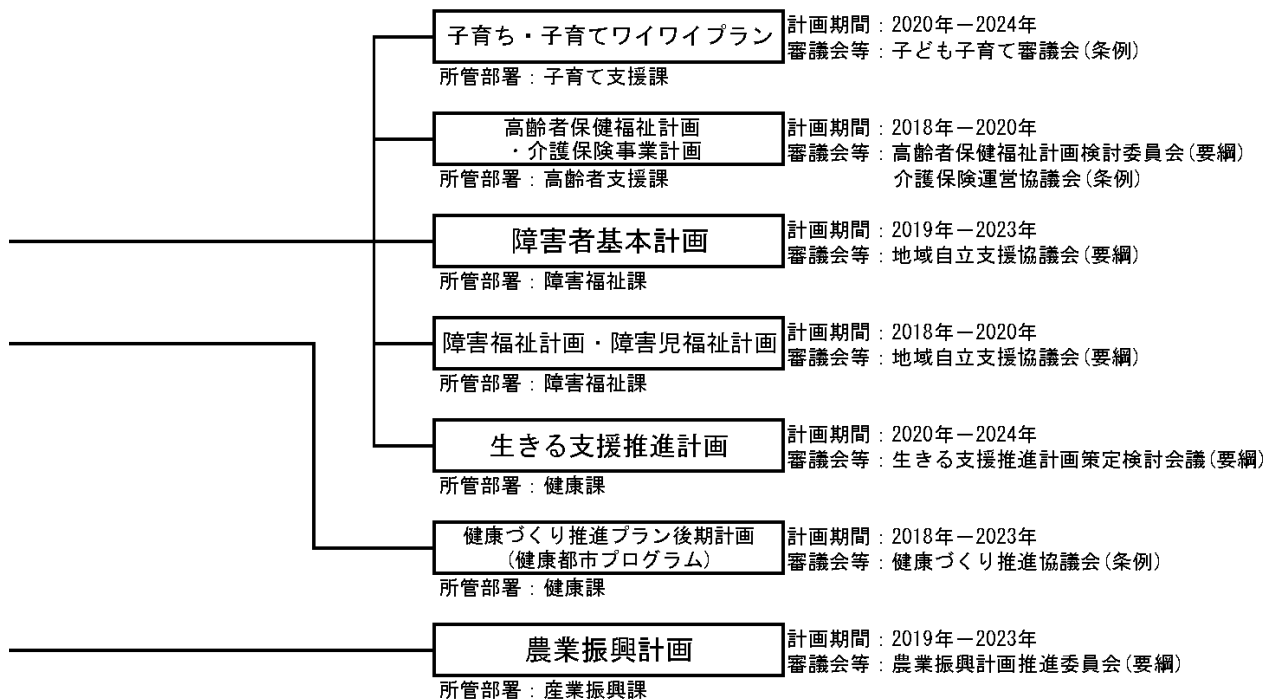 子育ち・子育てワイワイプラン
計画期間：2020年－2024年
審議会等：子ども子育て審議会(条例)
所管部署：子育て支援課
高齢者保健福祉計画
・介護保険事業計画
計画期間：2018年－2020年
審議会等：高齢者保健福祉計画検討委員会(要綱)
介護保険運営協議会(条例)
所管部署：高齢者支援課
障害者基本計画
計画期間：2019年－2023年
審議会等：地域自立支援協議会(要綱)
所管部署：障害福祉課
障害福祉計画・障害児福祉計画
計画期間：2018年－2020年
審議会等：地域自立支援協議会(要綱)
所管部署：障害福祉課
生きる支援推進計画
計画期間：2020年－2024年
審議会等：生きる支援推進計画策定検討会議(要綱)
所管部署：健康課
健康づくり推進プラン後期計画
(健康都市プログラム)
計画期間：2018年－2023年
審議会等：健康づくり推進協議会(条例)
所管部署：健康課
農業振興計画
計画期間：2019年－2023年
審議会等：農業振興計画推進委員会(要綱)
所管部署：産業振興課